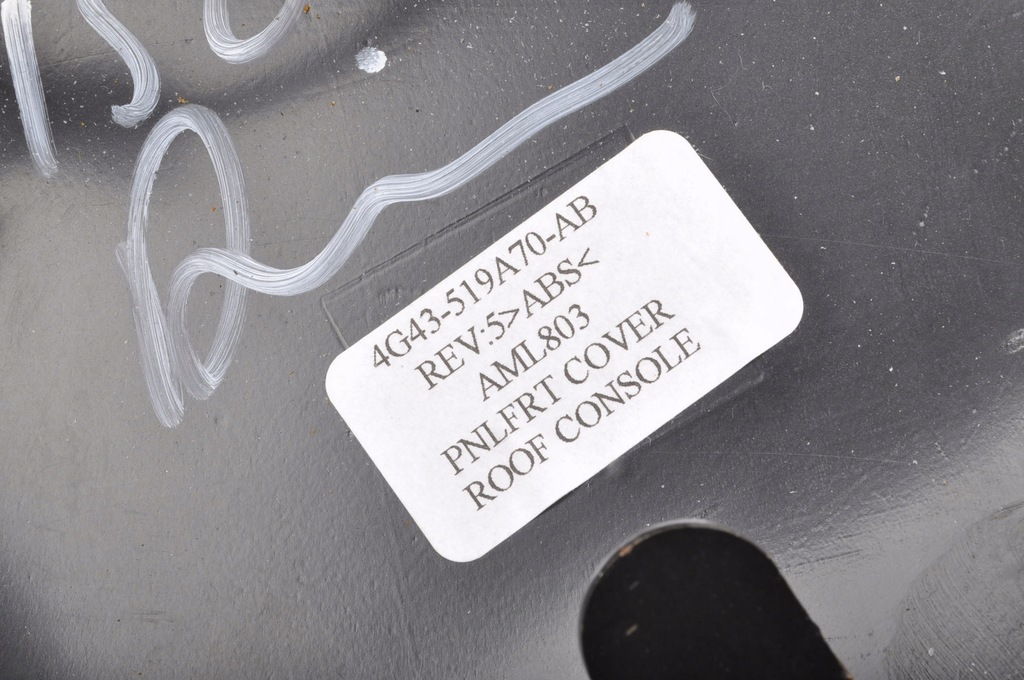 4G43-519A70-AB
REV:5>ABS<
AML803
PNLFRT COVER
ROOF CONSOLE